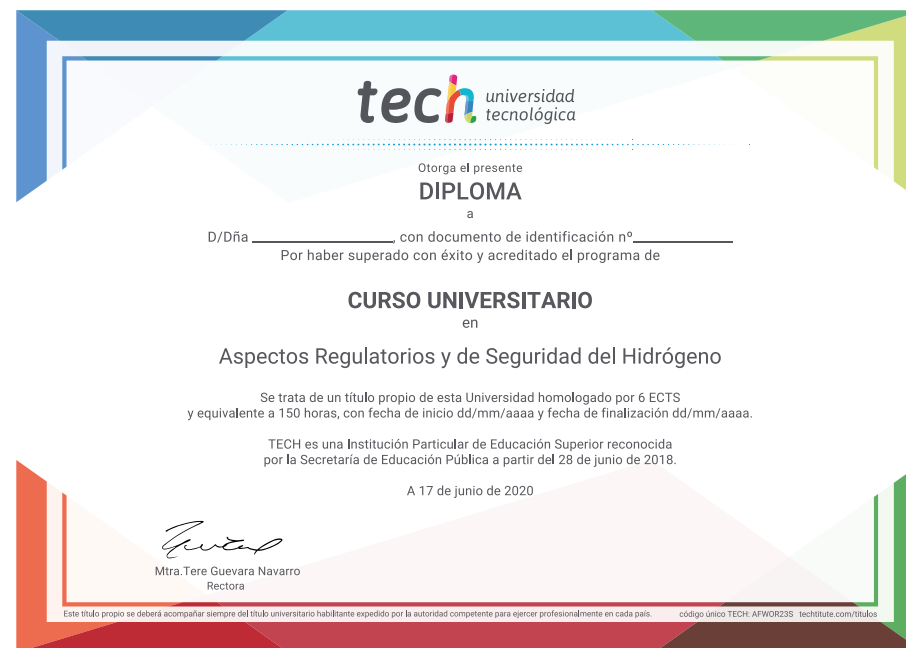 tech universidad
tecnológica
Otorga el presente
DIPLOMA
a
D/Dña ____________________, con documento de identificación nº______________
Por haber superado con éxito y acreditado el programa de
CURSO UNIVERSITARIO
en
Aspectos Regulatorios y de Seguridad del Hidrógeno
Se trata de un título propio de esta Universidad homologado por 6 ECTS
y equivalente a 150 horas, con fecha de inicio dd/mm/aaaa y fecha de finalización dd/mm/aaaa.
TECH es una Institución Particular de Educación Superior reconocida
por la Secretaría de Educación Pública a partir del 28 de junio de 2018.
A 17 de junio de 2020
Mtra.Tere Guevara Navarro
Rectora
Este título propio se deberá acompañar siempre del título universitario habilitante expedido por la autoridad competente para ejercer profesionalmente en cada país. código único TECH: AFWOR23S techtitute.com/titulos